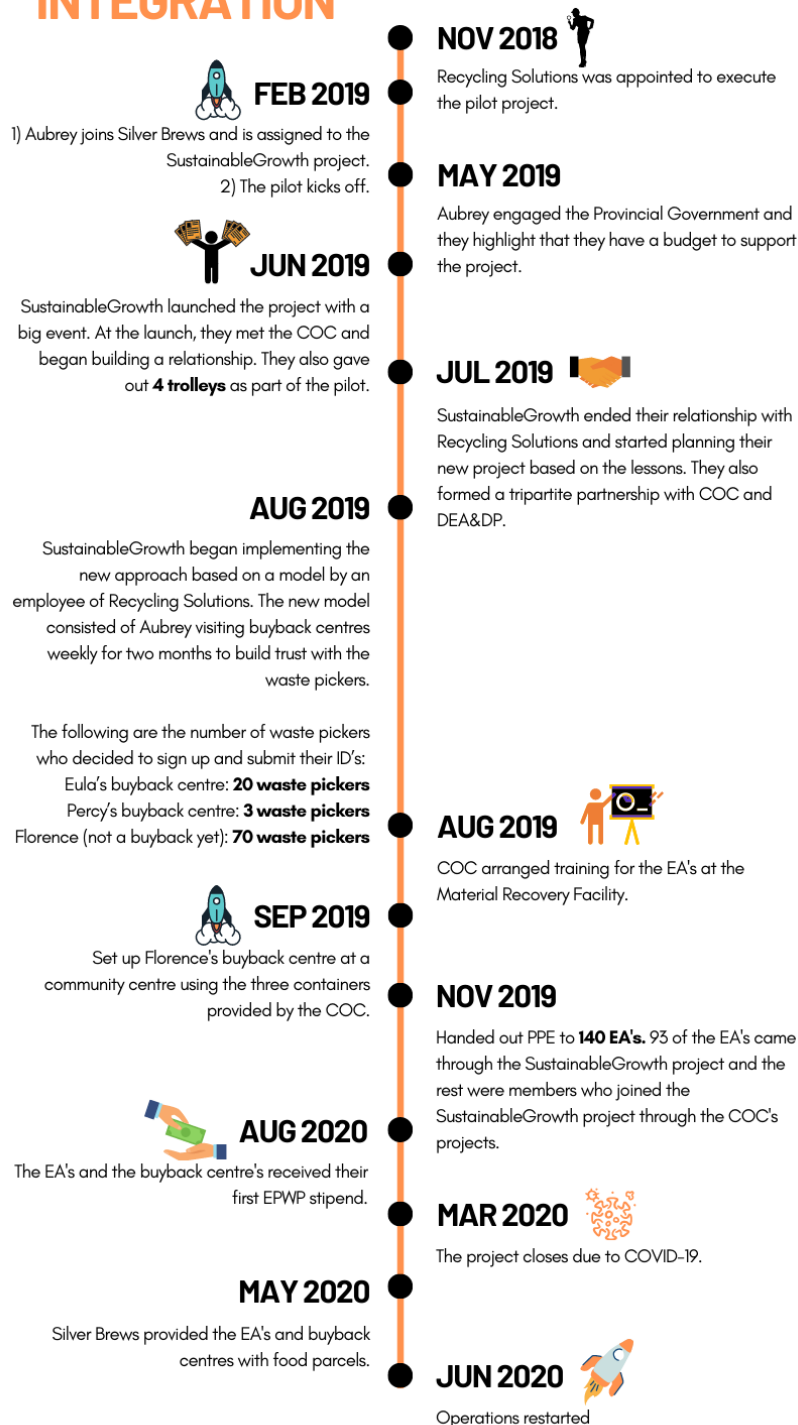 INTEGRATION
NOV 2018
Recycling Solutions was appointed to execute
the pilot project.
FEB 2019
1) Aubrey joins Silver Brews and is assigned to the
SustainableGrowth project.
2) The pilot kicks off.
MAY 2019
Aubrey engaged the Provincial Government and
they highlight that they have a budget to support
the project.
JUN 2019
SustainableGrowth launched the project with a
big event. At the launch, they met the COC and
began building a relationship. They also gave
out 4 trolleys as part of the pilot.
JUL 2019
SustainableGrowth ended their relationship with
Recycling Solutions and started planning their
new project based on the lessons. They also
formed a tripartite partnership with COC and
DEA&DP.
AUG 2019
SustainableGrowth began implementing the
new approach based on a model by an
employee of Recycling Solutions. The new model
consisted of Aubrey visiting buyback centres
weekly for two months to build trust with the
waste pickers.
The following are the number of waste pickers
who decided to sign up and submit their ID's:
Eula's buyback centre: 20 waste pickers
Percy's buyback centre: 3 waste pickers
Florence (not a buyback yet): 70 waste pickers
AUG 2019
COC arranged training for the EA's at the
Material Recovery Facility.
SEP 2019
Set up Florence's buyback centre at a
community centre using the three containers
provided by the COC.
NOV 2019
Handed out PPE to 140 EA's. 93 of the EA's came
through the SustainableGrowth project and the
rest were members who joined the
SustainableGrowth project through the COC's
projects.
AUG 2020
The EA's and the buyback centre's received their
first EPWP stipend.
MAR 2020
The project closes due to COVID-19.
MAY 2020
Silver Brews provided the EA's and buyback
centres with food parcels.
JUN 2020
Operations restarted